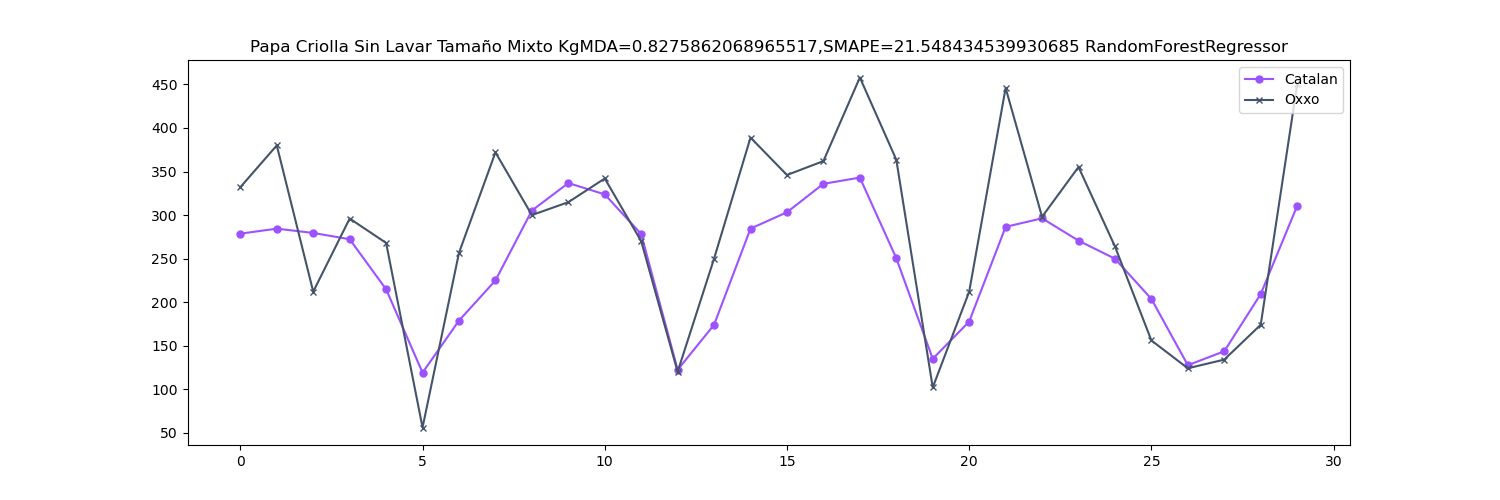 Papa Criolla Sin Lavar Tamaño Mixto KgMDA=0.8275862068965517,SMAPE=21.548434539930685 RandomForestRegressor
Catalan
Oxxo
450
400
350
300
250
200
150
100
50
0 5 10 15 20 25 30